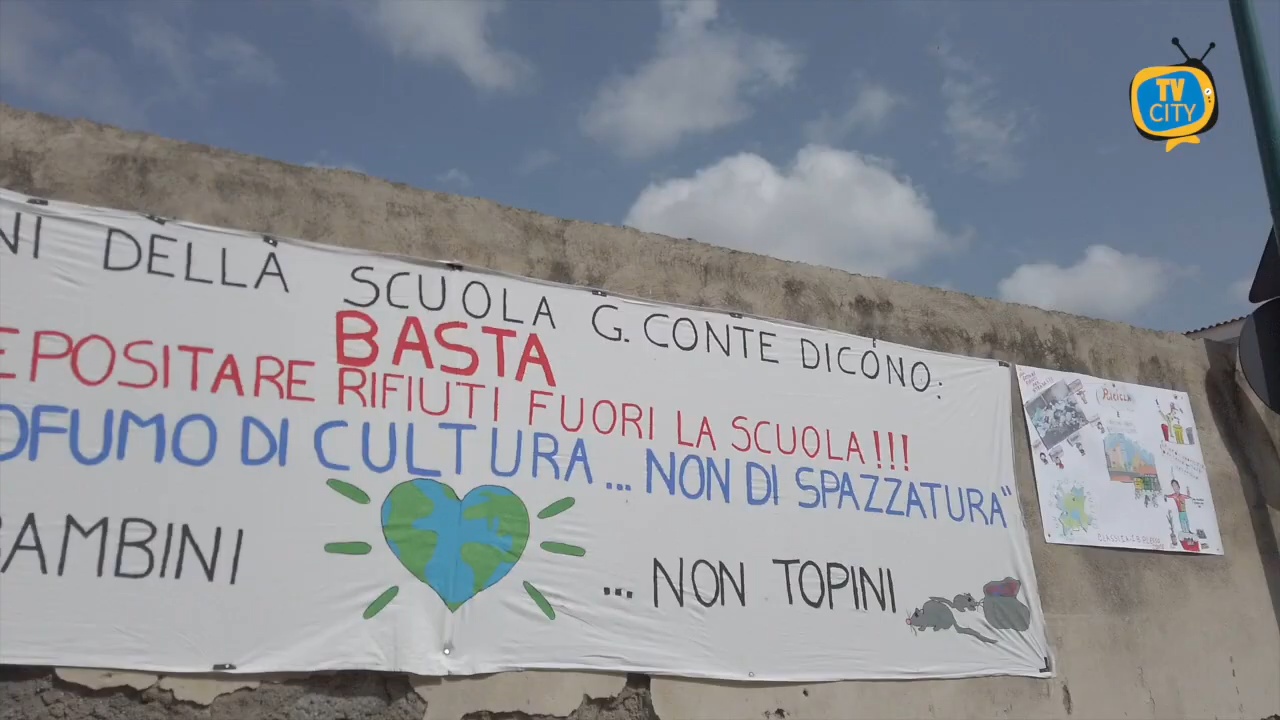 TV
CITY
NI DELLA SCUOLA G. CONTE DICONO:
BASTA
EPOSITARE RIFIUTI FUORI LA SCUOLA!!!
OFUMO DI CULTURA ... NON DI SPAZZATURA"
BAMBINI ... NON TOPINI